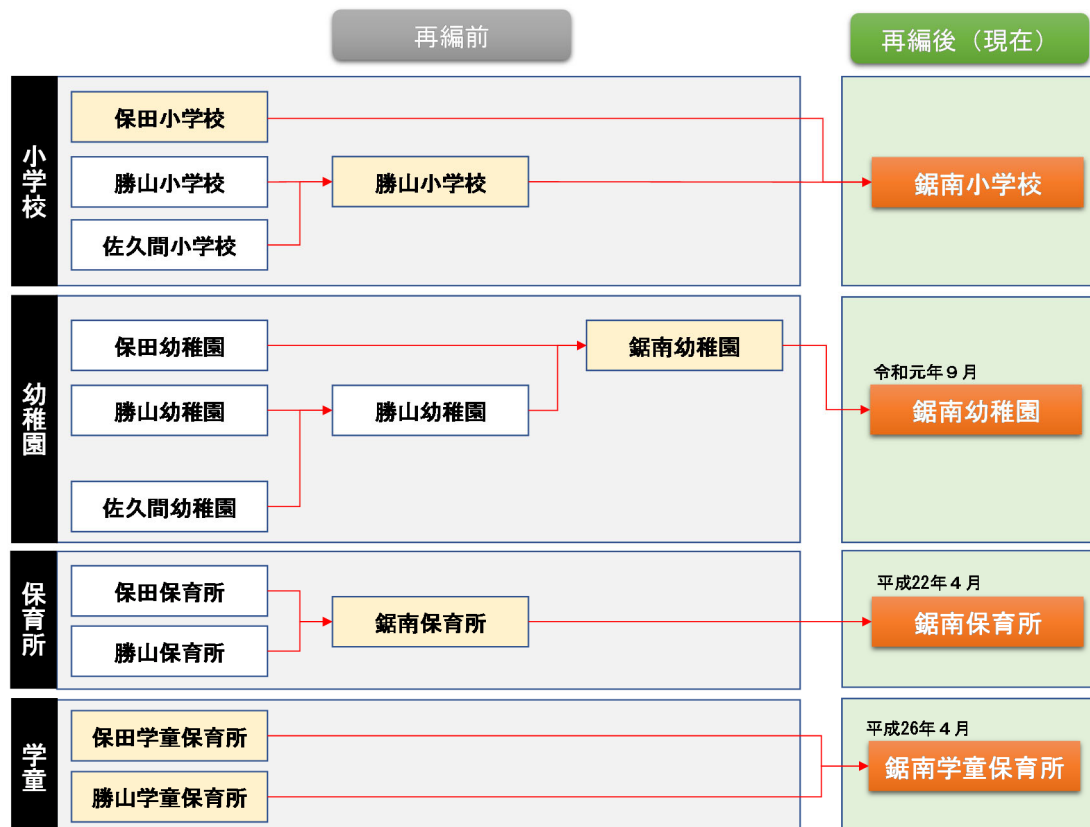 再編前
再編後（現在）
小学校
保田小学校
勝山小学校
佐久間小学校
勝山小学校
鋸南小学校
幼稚園
保田幼稚園
勝山幼稚園
佐久間幼稚園
勝山幼稚園
鋸南幼稚園
令和元年９月
鋸南幼稚園
保育所
保田保育所
勝山保育所
鋸南保育所
平成22年４月
鋸南保育所
学童
保田学童保育所
勝山学童保育所
平成26年４月
鋸南学童保育所